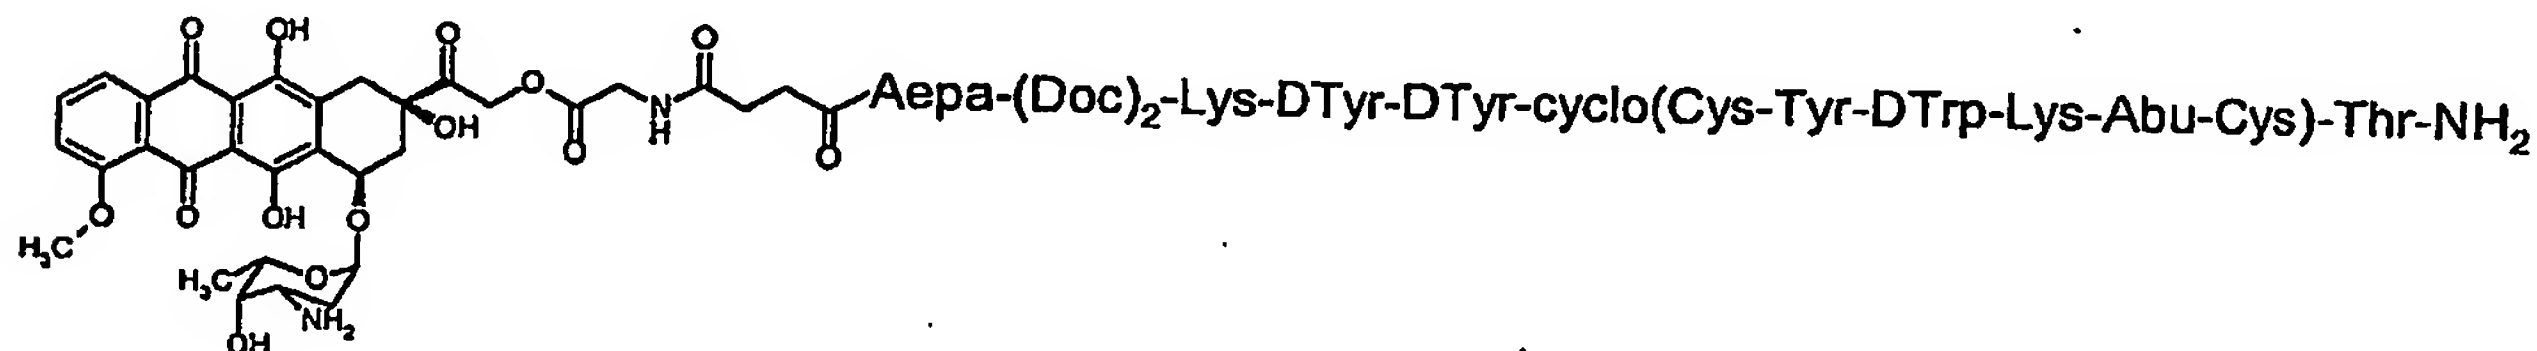 O OH O O
Aepa-(Doc)2-Lys-DTyr-DTyr-cyclo(Cys-Tyr-DTrp-Lys-Abu-Cys)-Thr-NH2
O OH O N H O O
O O OH O
H3C
H3C O
NH2
OH